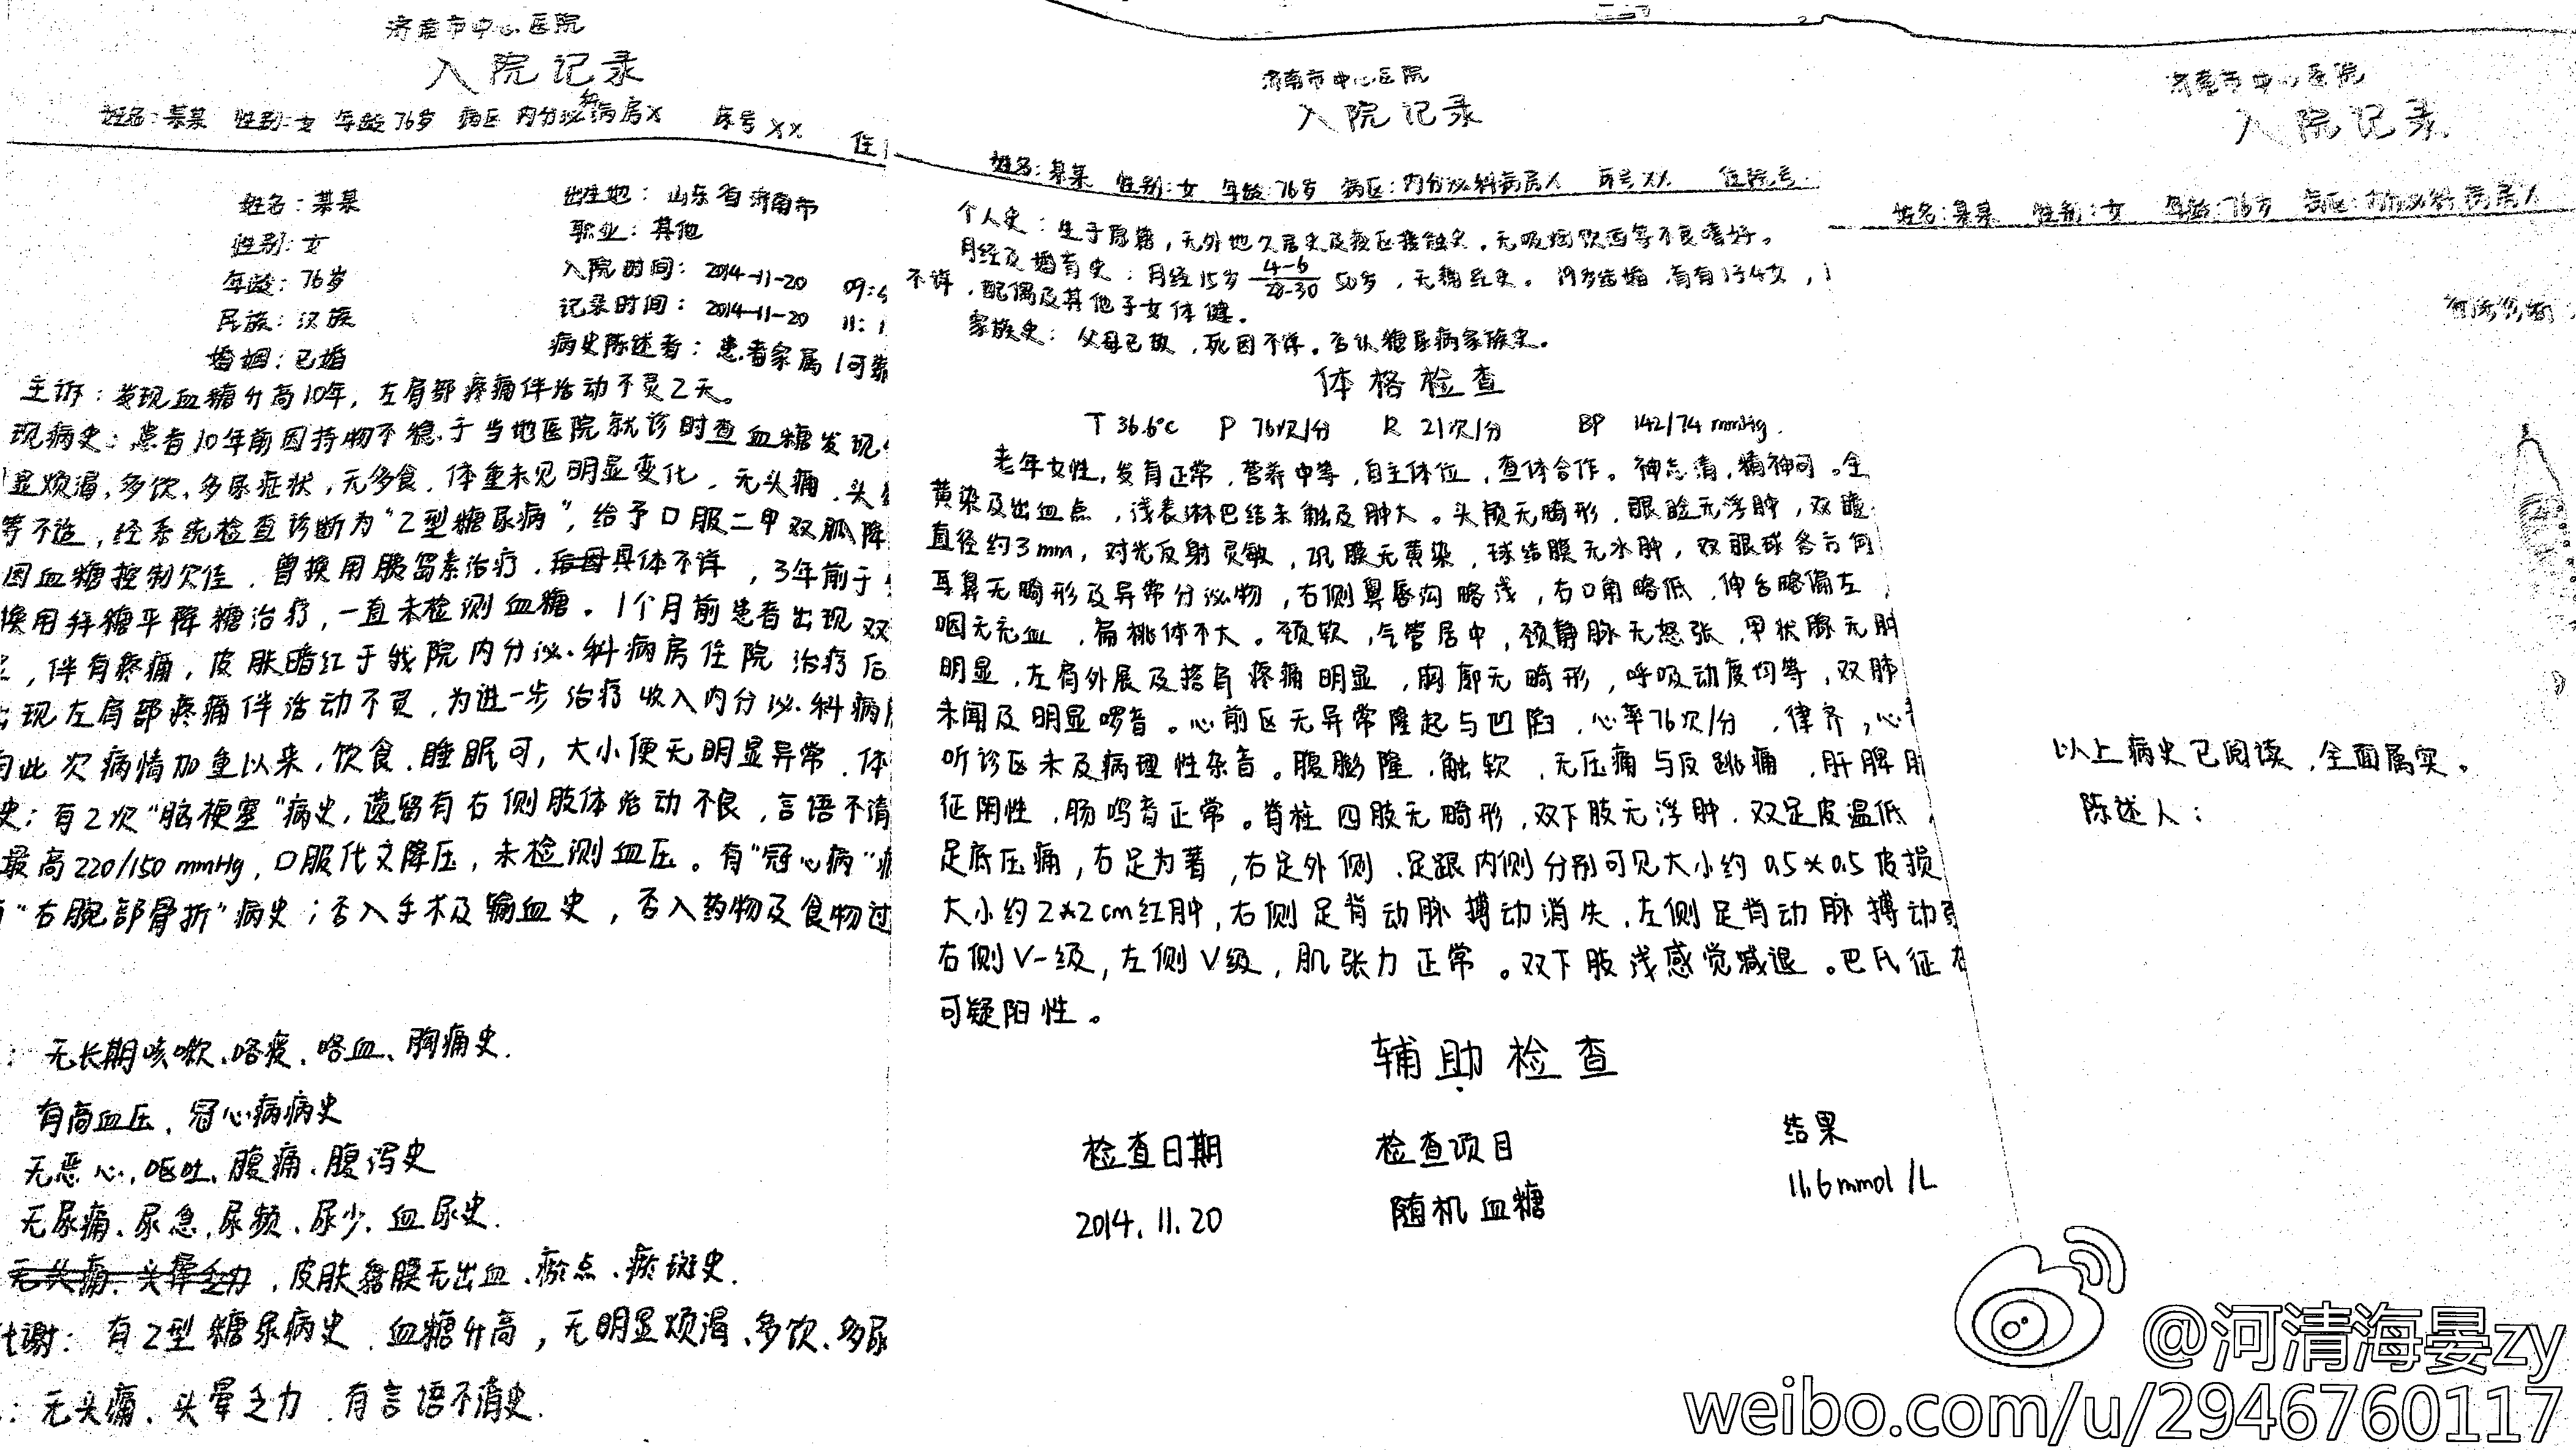 济南市中心医院
入院记录
姓名：某某 性别：女 年龄76岁 病区 内分泌科病房X 床号XX 住
姓名：某某
性别：女
年龄：76岁
民族：汉族
婚姻：已婚
出生地：山东省济南市
职业：其他
入院时间：2014-11-20 09:
记录时间：2014-11-20 11:
病史陈述者：患者家属 |可靠
主诉：发现血糖升高10年，左肩部疼痛伴活动不灵2天。
现病史：患者10年前因持物不稳，于当地医院就诊时查血糖发现
显烦渴，多饮，多尿症状，无多食，体重未见明显变化，无头痛，头
等不适，经系统检查诊断为"2型糖尿病"，给予口服二甲双胍降
因血糖控制欠佳，曾换用胰岛素治疗，具体不详，3年前于
换用拜糖平降糖治疗，一直未检测血糖。1个月前患者出现双
，伴有疼痛，皮肤暗红于我院内分泌科病房住院治疗后
出现左肩部疼痛伴活动不灵，为进一步治疗收入内分泌科病
自此次病情加重以来，饮食、睡眠可，大小便无明显异常，体
史：有2次"脑梗塞"病史，遗留有右侧肢体活动不良，言语不清
最高220/150 mmHg，口服代文降压，未检测血压。有"冠心病"
"右腕部骨折"病史；否入手术及输血史，否入药物及食物过
：无长期咳嗽、咯痰、咯血、胸痛史.
有高血压、冠心病病史
无恶心、呕吐、腹痛、腹泻史
无尿痛、尿急、尿频、尿少、血尿史.
无头痛、头晕乏力，皮肤黏膜无出血、瘀点、瘀斑史.
代谢：有2型糖尿病史，血糖升高，无明显烦渴、多饮、多尿
：无头痛、头晕乏力，有言语不清史.
济南市中心医院
入院记录
姓名：某某 性别：女 年龄：76岁 病区：内分泌科病房人 床号XX 住院号
个人史：生于原籍，无外地久居史及疫区接触史，无吸烟饮酒等不良嗜好。
月经及婚育史：月经15岁 4-6/28-30 50岁，无痛经史。19岁结婚，育有1子4女，
不详，配偶及其他子女体健。
家族史：父母已故，死因不详。否认糖尿病家族史。
体格检查
T 36.6℃ P 76次/分 R 21次/分 BP 142/74 mmHg.
老年女性，发育正常，营养中等，自主体位，查体合作。神志清，精神可。全
黄染及出血点，浅表淋巴结未触及肿大。头颅无畸形，眼睑无浮肿，双瞳
直径约3mm，对光反射灵敏，巩膜无黄染，球结膜无水肿，双眼球各方向
耳鼻无畸形及异常分泌物，右侧鼻唇沟略浅，右口角略低，伸舌略偏左，
咽无充血，扁桃体不大。颈软，气管居中，颈静脉无怒张，甲状腺无肿
明显，左肩外展及搭肩疼痛明显，胸廓无畸形，呼吸动度均等，双肺
未闻及明显啰音。心前区无异常隆起与凹陷，心率76次/分，律齐，心
听诊区未及病理性杂音。腹膨隆，触软，无压痛与反跳痛，肝脾肋
征阴性，肠鸣音正常。脊柱四肢无畸形，双下肢无浮肿，双足皮温低，
足底压痛，右足为著，右足外侧、足跟内侧分别可见大小约0.5×0.5皮损
大小约2×2cm红肿，右侧足背动脉搏动消失，左侧足背动脉搏动
右侧V-级，左侧V级，肌张力正常。双下肢浅感觉减退。巴氏征
可疑阳性。
辅助检查
检查日期 检查项目 结果
2014.11.20 随机血糖 11.6mmol/L
济南市中心医院
入院记录
姓名：某某 性别：女 年龄：76岁 病区：内分泌科病房人
以上病史已阅读，全面属实。
陈述人：
@河清海晏zy
weibo.com/u/2946760117